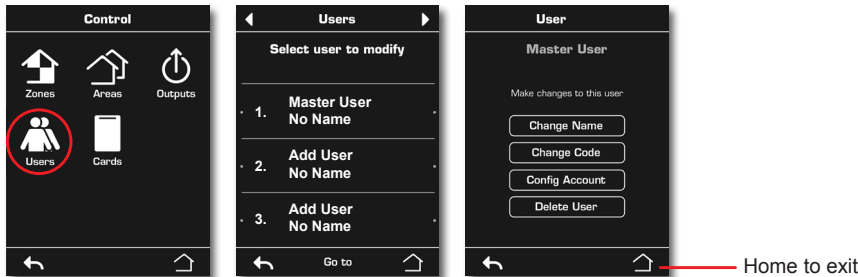 Control
Zones
Areas
Outputs
Users
Cards
Users
Select user to modify
1. Master User
No Name
2. Add User
No Name
3. Add User
No Name
Go to
User
Master User
Make changes to this user
Change Name
Change Code
Config Account
Delete User
Home to exit